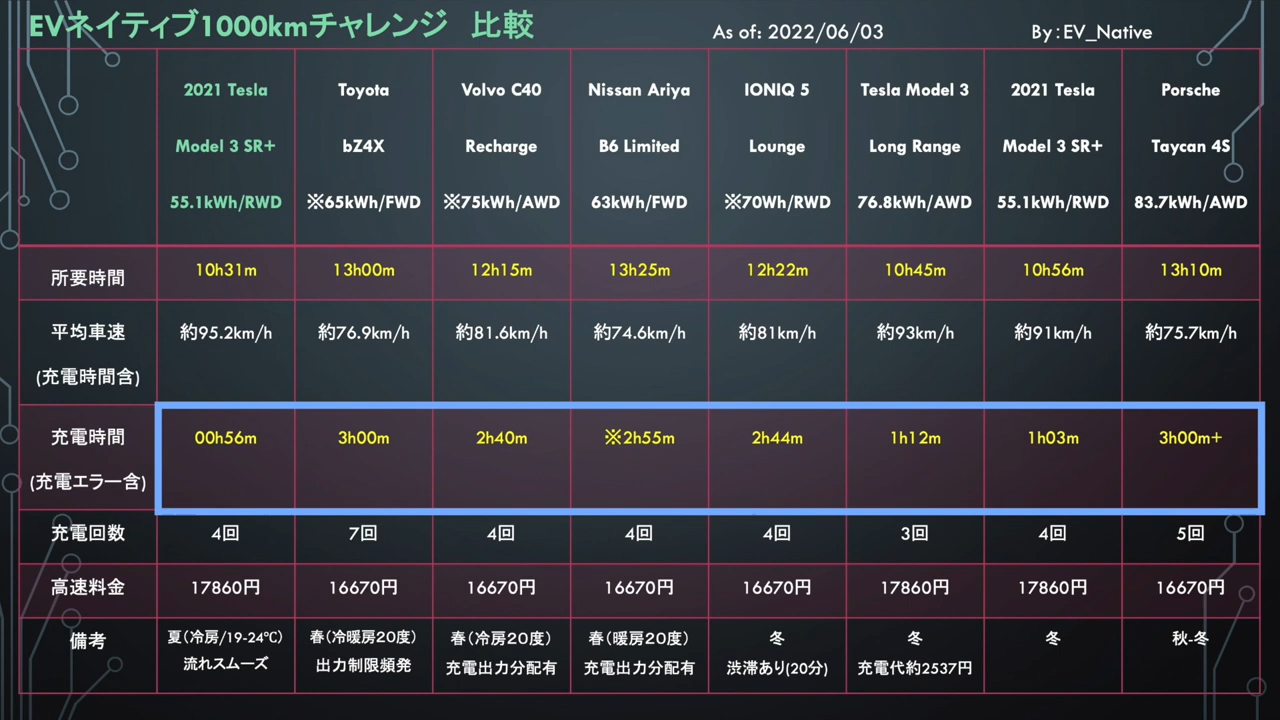 EVネイティブ1000kmチャレンジ 比較
As of: 2022/06/03
By:EV_Native
2021 Tesla Toyota Volvo C40 Nissan Ariya IONIQ 5 Tesla Model 3 2021 Tesla Porsche
Model 3 SR+ bZ4X Recharge B6 Limited Lounge Long Range Model 3 SR+ Taycan 4S
55.1kWh/RWD ※65kWh/FWD ※75kWh/AWD 63kWh/FWD ※70Wh/RWD 76.8kWh/AWD 55.1kWh/RWD 83.7kWh/AWD
所要時間 10h31m 13h00m 12h15m 13h25m 12h22m 10h45m 10h56m 13h10m
平均車速 約95.2km/h 約76.9km/h 約81.6km/h 約74.6km/h 約81km/h 約93km/h 約91km/h 約75.7km/h
(充電時間含)
充電時間 00h56m 3h00m 2h40m ※2h55m 2h44m 1h12m 1h03m 3h00m+
(充電エラー含)
充電回数 4回 7回 4回 4回 4回 3回 4回 5回
高速料金 17860円 16670円 16670円 16670円 16670円 17860円 17860円 16670円
備考 夏(冷房/19-24℃) 春(冷暖房20度) 春(冷房20度) 春(暖房20度) 冬 冬 冬 秋-冬
流れスムーズ 出力制限頻発 充電出力分配有 充電出力分配有 渋滞あり(20分) 充電代約2537円